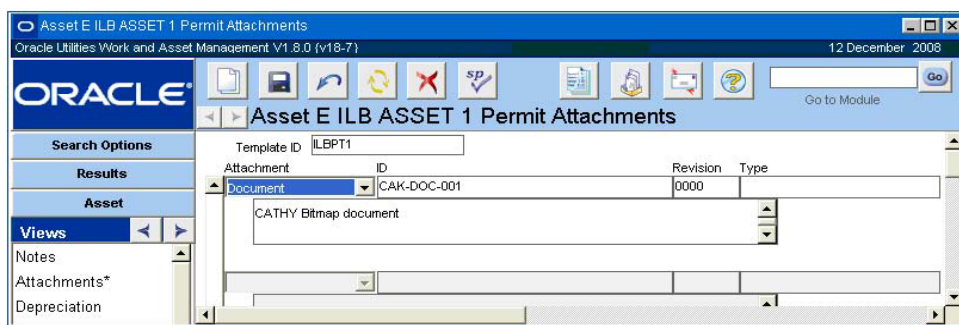 Asset E ILB ASSET 1 Permit Attachments
Oracle Utilities Work and Asset Management V1.8.0 (v18-7) 12 December 2008
ORACLE
sp
Go
Go to Module
Asset E ILB ASSET 1 Permit Attachments
Search Options
Results
Asset
Views
Notes
Attachments*
Depreciation
Template ID ILBPT1
Attachment ID Revision Type
Document CAK-DOC-001 0000
CATHY Bitmap document